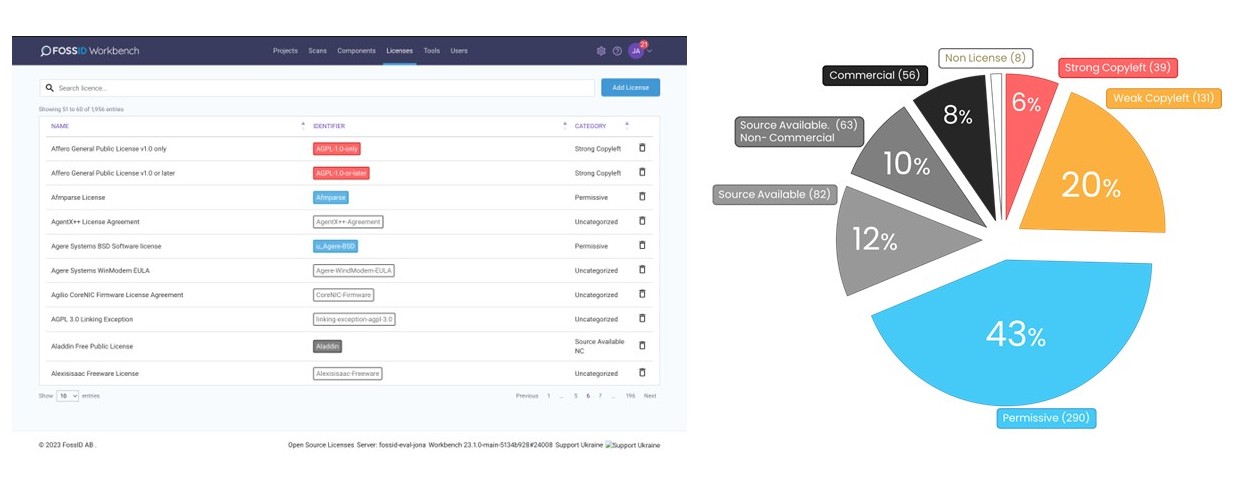 FOSSID Workbench
Projects Scans Components Licenses Tools Users
JA 21
Search licence...
Add License
Showing 51 to 60 of 1,956 entries
NAME IDENTIFIER CATEGORY
Affero General Public License v1.0 only AGPL-1.0-only Strong Copyleft
Affero General Public License v1.0 or later AGPL-1.0-or-later Strong Copyleft
Afmparse License Afmparse Permissive
AgentX++ License Agreement AgentX++-Agreement Uncategorized
Agere Systems BSD Software license u_Agere-BSD Permissive
Agere Systems WinModem EULA Agere-WindModem-EULA Uncategorized
Agilio CoreNIC Firmware License Agreement CoreNIC-Firmware Uncategorized
AGPL 3.0 Linking Exception linking-exception-agpl-3.0 Uncategorized
Aladdin Free Public License Aladdin Source Available
NC
Alexisisaac Freeware License Alexisisaac-Freeware Uncategorized
Show 10 entries
Previous 1 ... 5 6 7 ... 196 Next
© 2023 FossID AB .
Open Source Licenses Server: fossid-eval-jona Workbench 23.1.0-main-5134b928#24008 Support Ukraine Support Ukraine
Non License (8)
Strong Copyleft (39)
Commercial (56)
Weak Copyleft (131)
6%
8%
Source Available. (63)
Non- Commercial
10%
20%
Source Available (82)
12%
43%
Permissive (290)